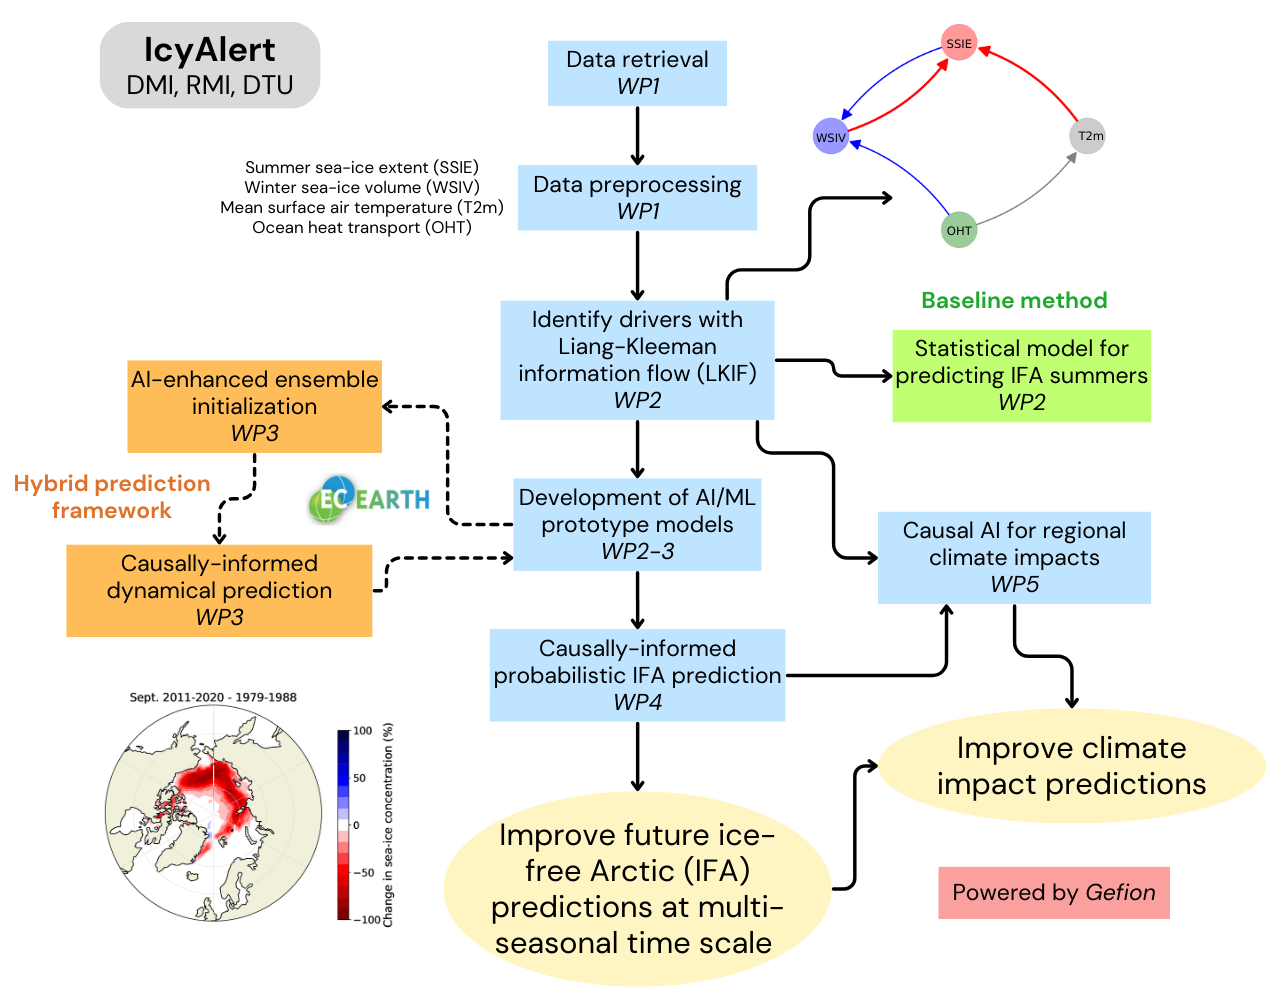 IcyAlert
DMI, RMI, DTU
Data retrieval
WP1
SSIE
WSIV
T2m
OHT
Summer sea-ice extent (SSIE)
Winter sea-ice volume (WSIV)
Mean surface air temperature (T2m)
Ocean heat transport (OHT)
Data preprocessing
WP1
Identify drivers with
Liang-Kleeman
information flow (LKIF)
WP2
Baseline method
Statistical model for
predicting IFA summers
WP2
AI-enhanced ensemble
initialization
WP3
Hybrid prediction
framework
EC EARTH
Causally-informed
dynamical prediction
WP3
Development of AI/ML
prototype models
WP2-3
Causal AI for regional
climate impacts
WP5
Causally-informed
probabilistic IFA prediction
WP4
Sept. 2011-2020 - 1979-1988
100
50
0
−50
−100
Change in sea-ice concentration (%)
Improve climate
impact predictions
Improve future ice-
free Arctic (IFA)
predictions at multi-
seasonal time scale
Powered by Gefion